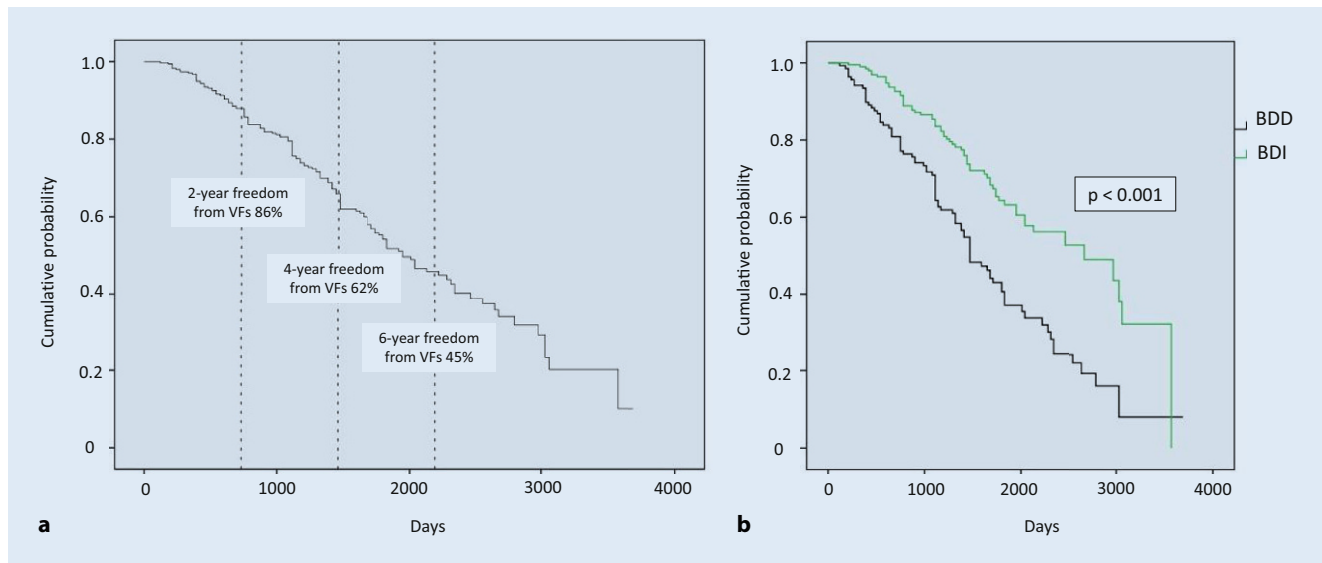 1.0
0.8
0.6
0.4
0.2
0
Cumulative probability
2-year freedom
from VFs 86%
4-year freedom
from VFs 62%
6-year freedom
from VFs 45%
0 1000 2000 3000 4000
Days
a
1.0
0.8
0.6
0.4
0.2
0
Cumulative probability
p < 0.001
BDD
BDI
0 1000 2000 3000 4000
Days
b